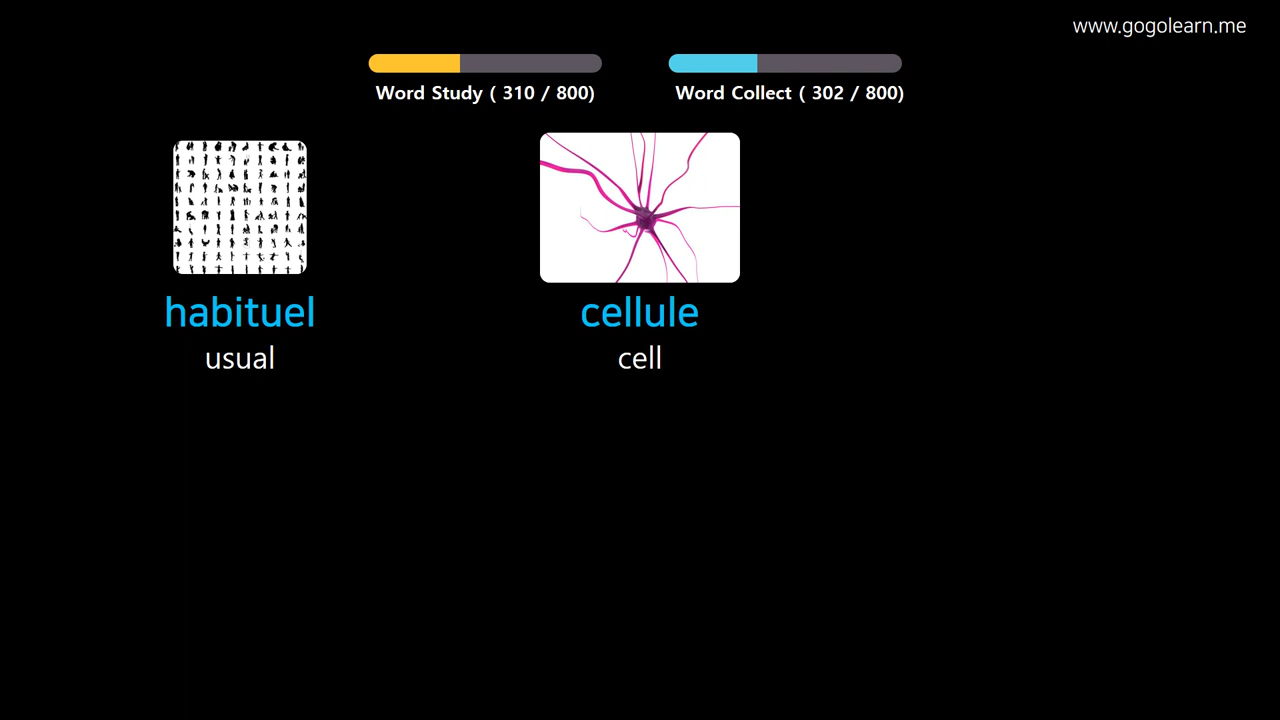 www.gogolearn.me
Word Study ( 310 / 800)
Word Collect ( 302 / 800)
habituel
usual
cellule
cell